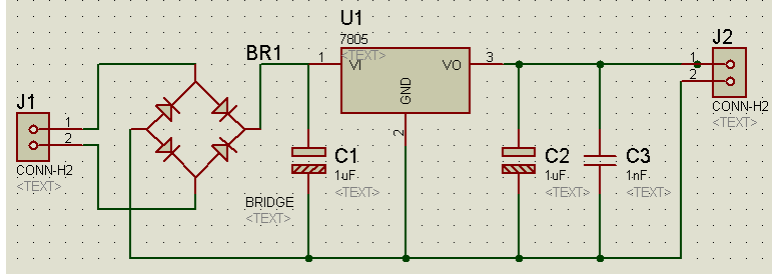 U1
7805
<TEXT>
BR1
1
VI
VO
3
GND
2
J2
1
2
CONN-H2
<TEXT>
J1
1
2
CONN-H2
<TEXT>
BRIDGE
<TEXT>
C1
1uF
<TEXT>
C2
1uF
<TEXT>
C3
1nF
<TEXT>